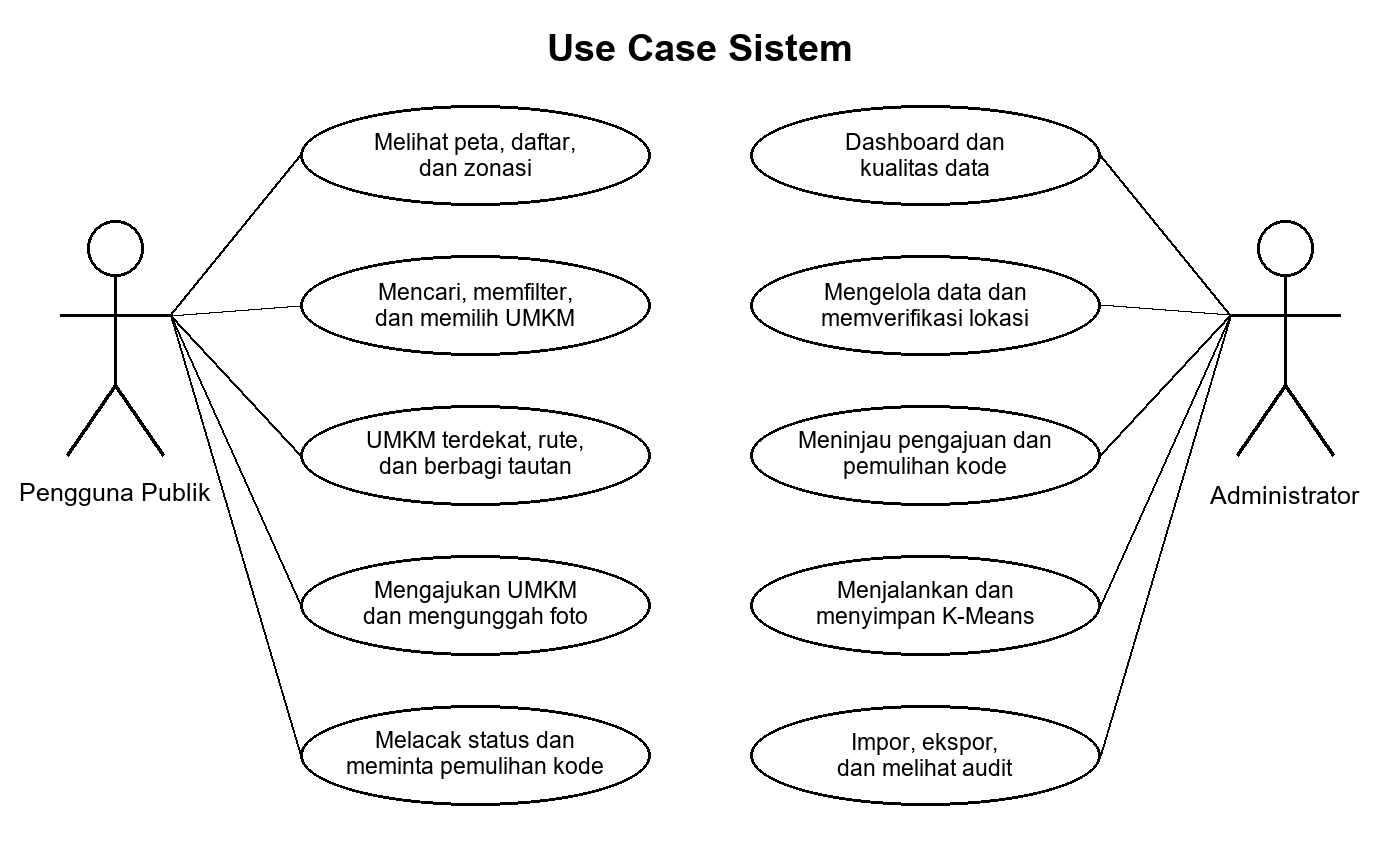 Use Case Sistem
Melihat peta, daftar,
dan zonasi
Mencari, memfilter,
dan memilih UMKM
UMKM terdekat, rute,
dan berbagi tautan
Mengajukan UMKM
dan mengunggah foto
Melacak status dan
meminta pemulihan kode
Pengguna Publik
Dashboard dan
kualitas data
Mengelola data dan
memverifikasi lokasi
Meninjau pengajuan dan
pemulihan kode
Menjalankan dan
menyimpan K-Means
Impor, ekspor,
dan melihat audit
Administrator